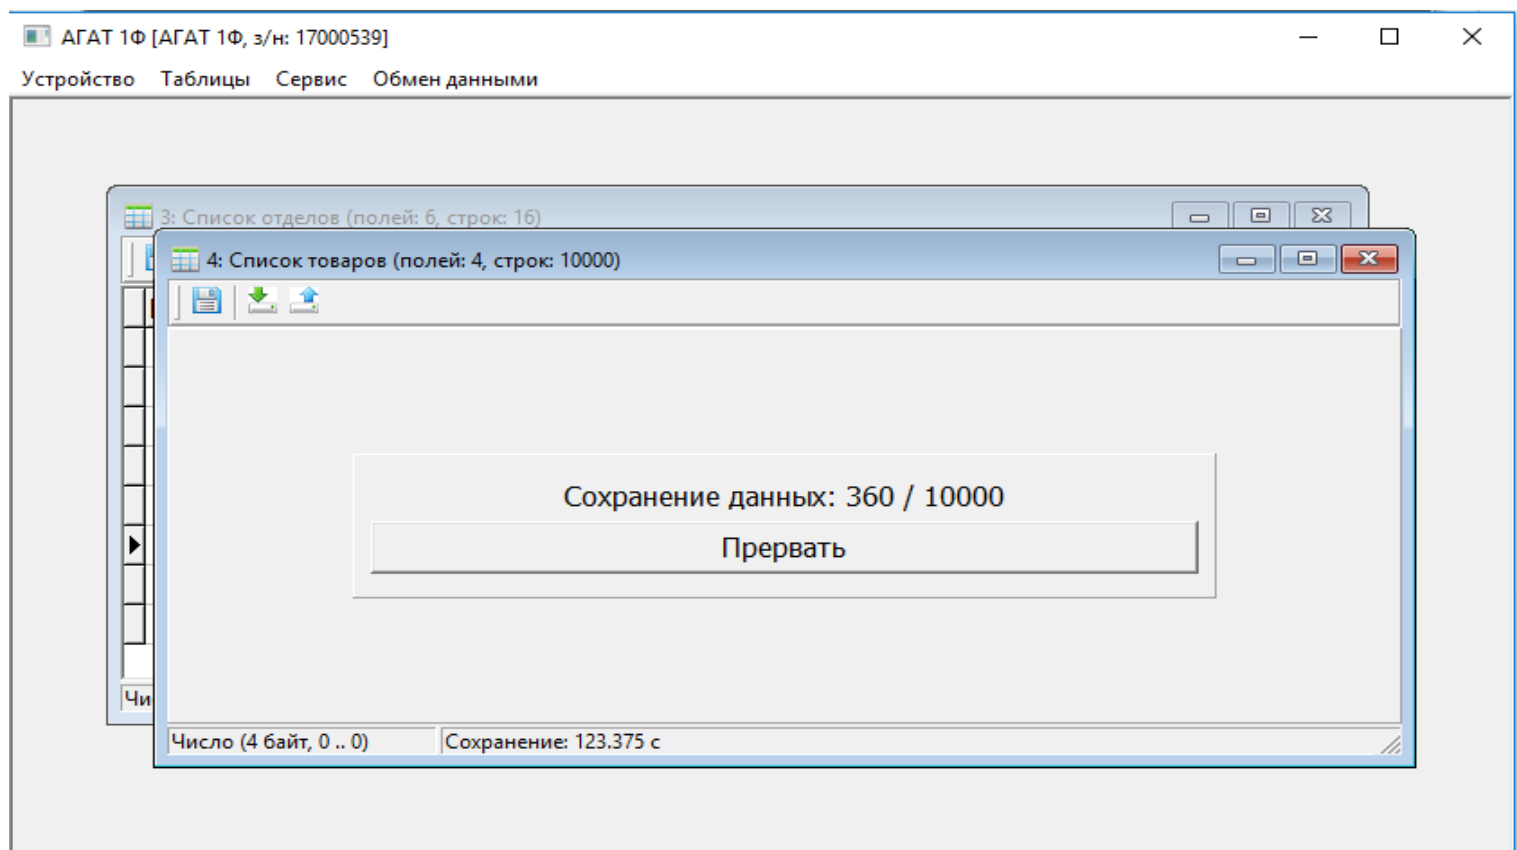 АГАТ 1Ф [АГАТ 1Ф, з/н: 17000539]
Устройство Таблицы Сервис Обмен данными
3: Список отделов (полей: 6, строк: 16)
4: Список товаров (полей: 4, строк: 10000)
Сохранение данных: 360 / 10000
Прервать
Чи
Число (4 байт, 0 .. 0) Сохранение: 123.375 с